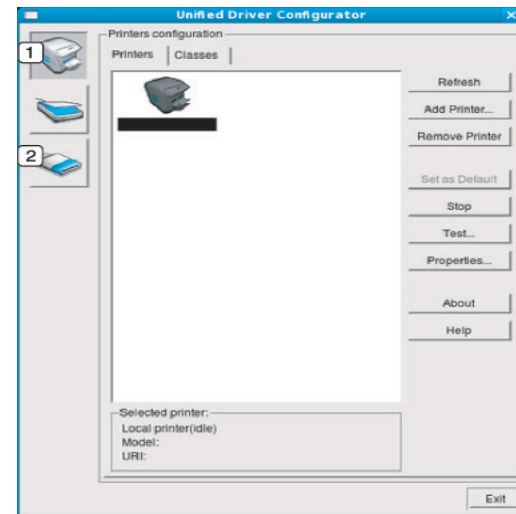 Unified Driver Configurator
1
2
Printers configuration
Printers
Classes
Refresh
Add Printer...
Remove Printer
Set as Default
Stop
Test...
Properties...
About
Help
Selected printer:
Local printer(idle)
Model:
URI:
Exit